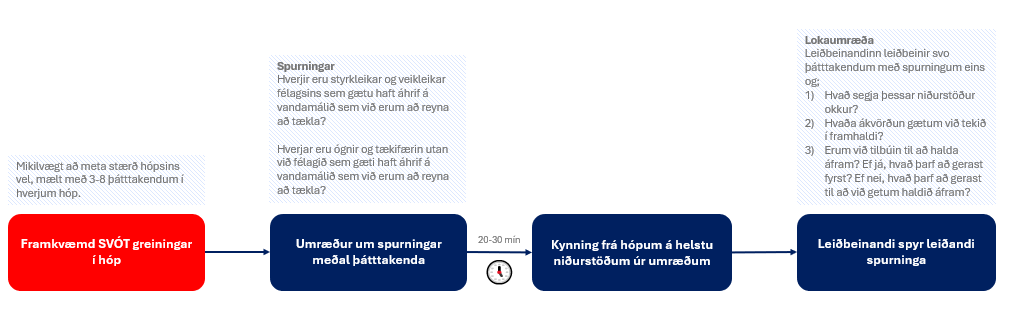 Mikilvægt að meta stærð hópsins
vel, mælt með 3-8 þátttakendum í
hverjum hóp.
Framkvæmd SVÓT greiningar
í hóp
Spurningar
Hverjir eru styrkleikar og veikleikar
félagsins sem gætu haft áhrif á
vandamálið sem við erum að reyna
að tækla?
Hverjar eru ógnir og tækifærin utan
við félagið sem gæti haft áhrif á
vandamálið sem við erum að reyna
að tækla?
Umræður um spurningar
meðal þátttakenda
20-30 mín
Kynning frá hópum á helstu
niðurstöðum úr umræðum
Lokaumræða
Leiðbeinandinn leiðbeinir svo
þátttakendum með spurningum eins
og;
1) Hvað segja þessar niðurstöður
okkur?
2) Hvaða ákvörðun gætum við tekið
í framhaldi?
3) Erum við tilbúin til að halda
áfram? Ef já, hvað þarf að gerast
fyrst? Ef nei, hvað þarf að gerast
til að við getum haldið áfram?
Leiðbeinandi spyr leiðandi
spurninga